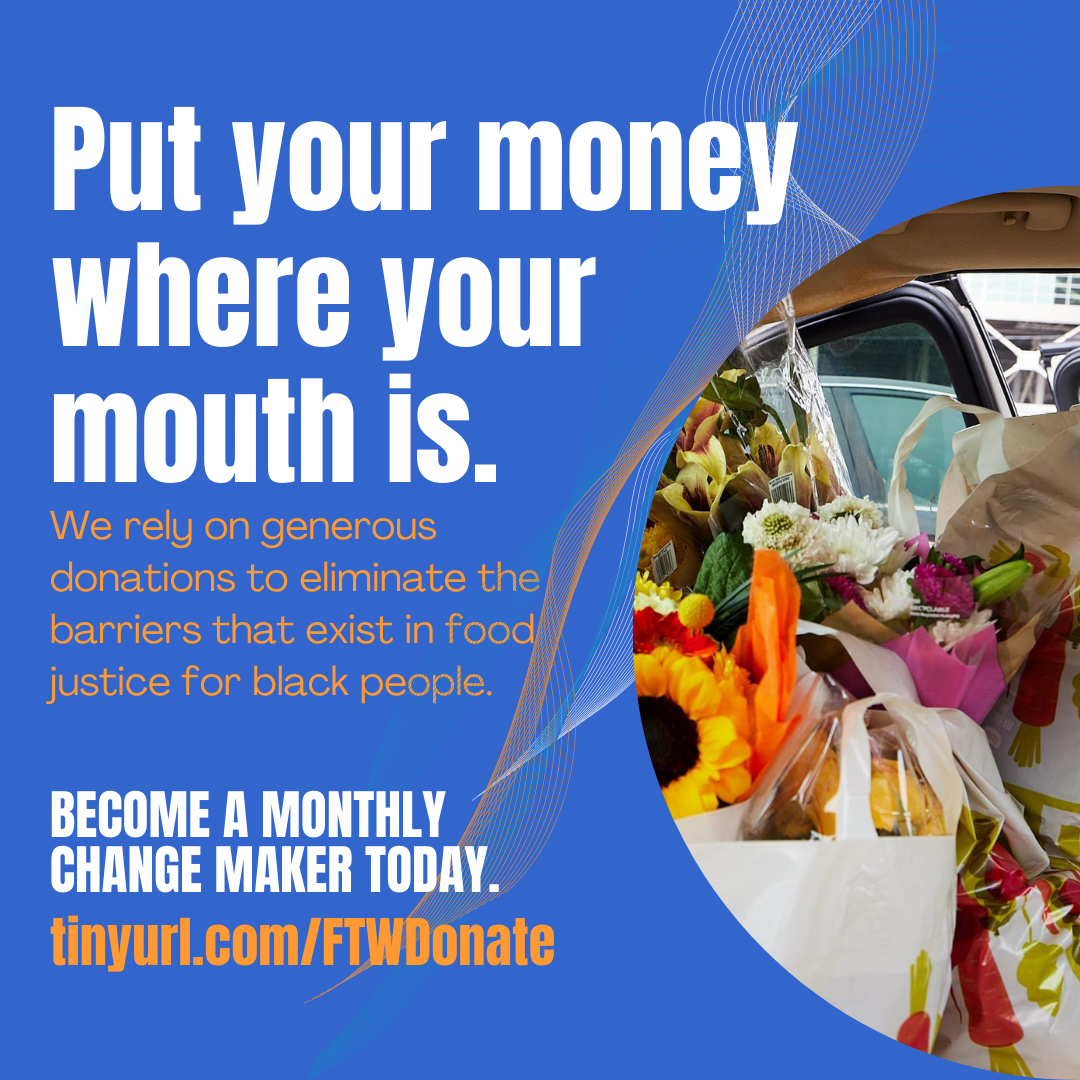 Put your money
where your
mouth is.
We rely on generous
donations to eliminate the
barriers that exist in food
justice for black people.
BECOME A MONTHLY
CHANGE MAKER TODAY.
tinyurl.com/FTWDonate
RECYCLABLE